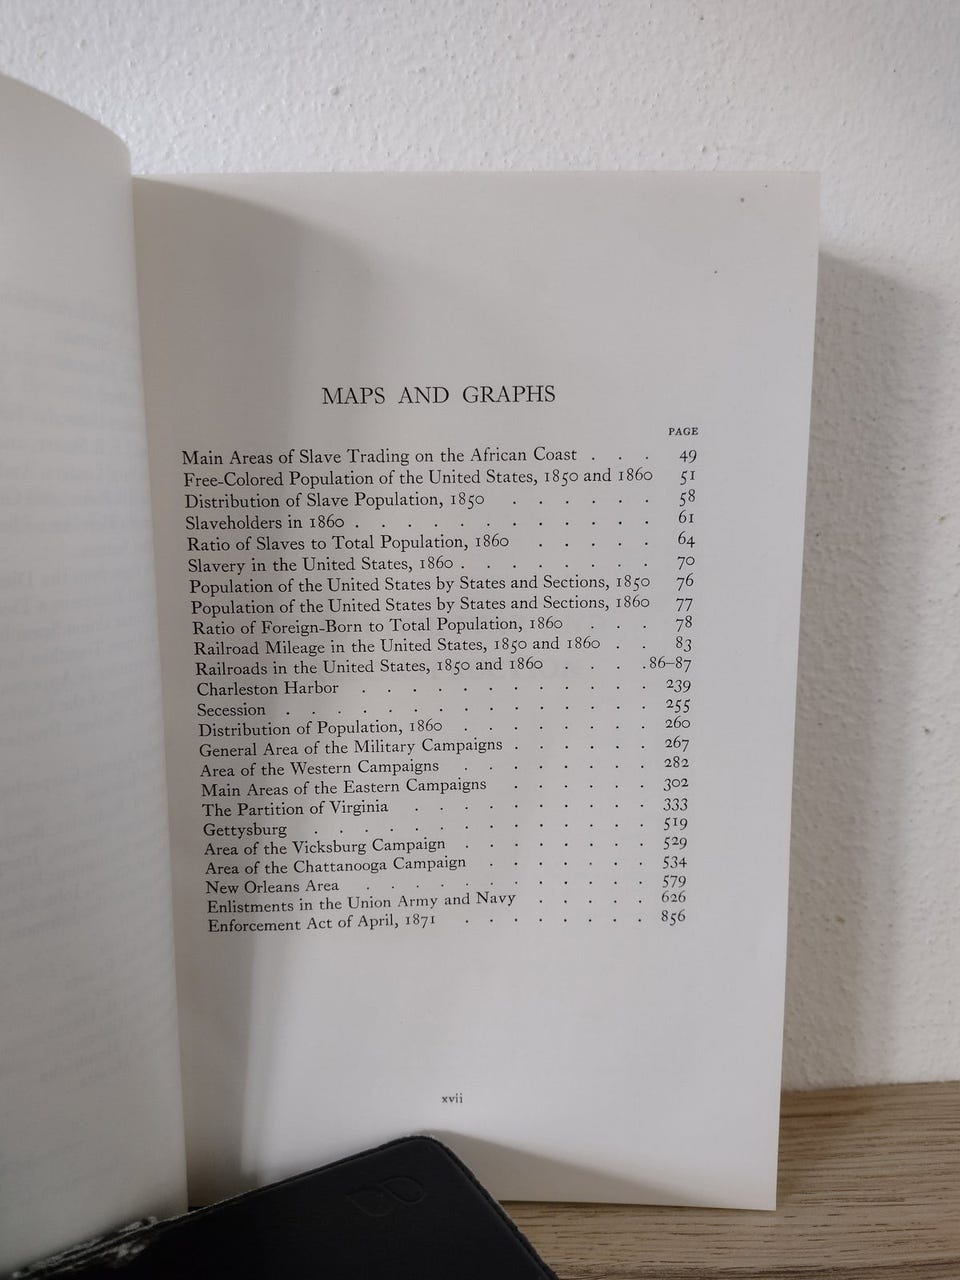 MAPS AND GRAPHS
PAGE
Main Areas of Slave Trading on the African Coast . . . 49
Free-Colored Population of the United States, 1850 and 1860 51
Distribution of Slave Population, 1850 . . . . . . 58
Slaveholders in 1860 . . . . . . . . . . . . 61
Ratio of Slaves to Total Population, 1860 . . . . . 64
Slavery in the United States, 1860 . . . . . . . . 70
Population of the United States by States and Sections, 1850 76
Population of the United States by States and Sections, 1860 77
Ratio of Foreign-Born to Total Population, 1860 . . . 78
Railroad Mileage in the United States, 1850 and 1860 . . 83
Railroads in the United States, 1850 and 1860 . . . . 86–87
Charleston Harbor . . . . . . . . . . . . 239
Secession . . . . . . . . . . . . . . . 255
Distribution of Population, 1860 . . . . . . . . 260
General Area of the Military Campaigns . . . . . . 267
Area of the Western Campaigns . . . . . . . . 282
Main Areas of the Eastern Campaigns . . . . . . 302
The Partition of Virginia . . . . . . . . . . 333
Gettysburg . . . . . . . . . . . . . . 519
Area of the Vicksburg Campaign . . . . . . . . 529
Area of the Chattanooga Campaign . . . . . . . 534
New Orleans Area . . . . . . . . . . . . 579
Enlistments in the Union Army and Navy . . . . . 626
Enforcement Act of April, 1871 . . . . . . . . 856
xvii